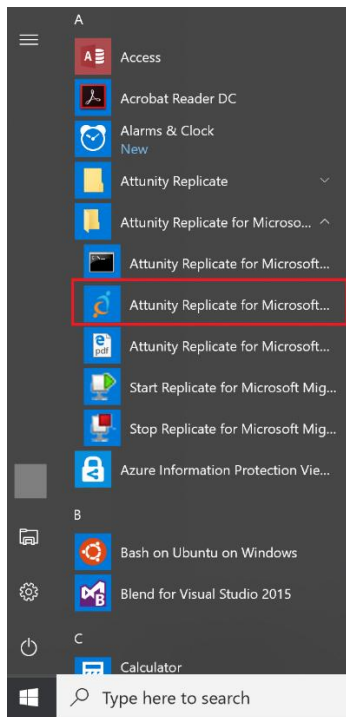 A
Access
Acrobat Reader DC
Alarms & Clock
New
Attunity Replicate
Attunity Replicate for Microso...
Attunity Replicate for Microsoft...
Attunity Replicate for Microsoft...
Attunity Replicate for Microsoft...
Start Replicate for Microsoft Mig...
Stop Replicate for Microsoft Mig...
Azure Information Protection Vie...
B
Bash on Ubuntu on Windows
Blend for Visual Studio 2015
C
Calculator
Type here to search